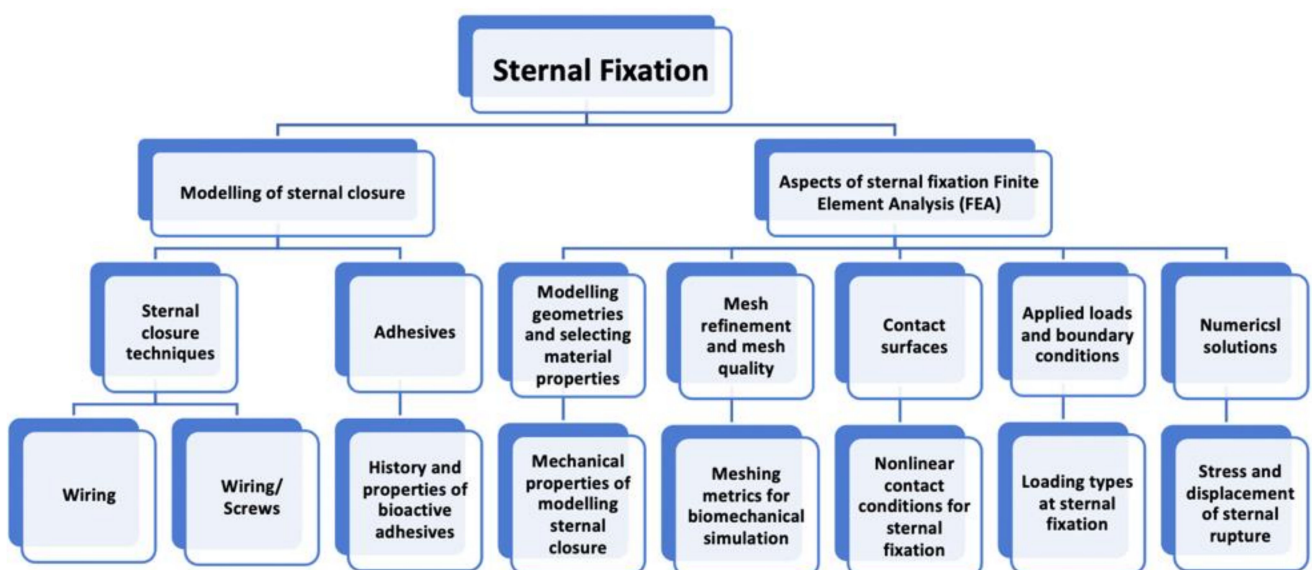 Sternal Fixation
Modelling of sternal closure
Aspects of sternal fixation Finite
Element Analysis (FEA)
Sternal
closure
techniques
Adhesives
Modelling
geometries
and selecting
material
properties
Mesh
refinement
and mesh
quality
Contact
surfaces
Applied loads
and boundary
conditions
Numericsl
solutions
Wiring
Wiring/
Screws
History and
properties of
bioactive
adhesives
Mechanical
properties of
modelling
sternal
closure
Meshing
metrics for
biomechanical
simulation
Nonlinear
contact
conditions for
sternal
fixation
Loading types
at sternal
fixation
Stress and
displacement
of sternal
rupture